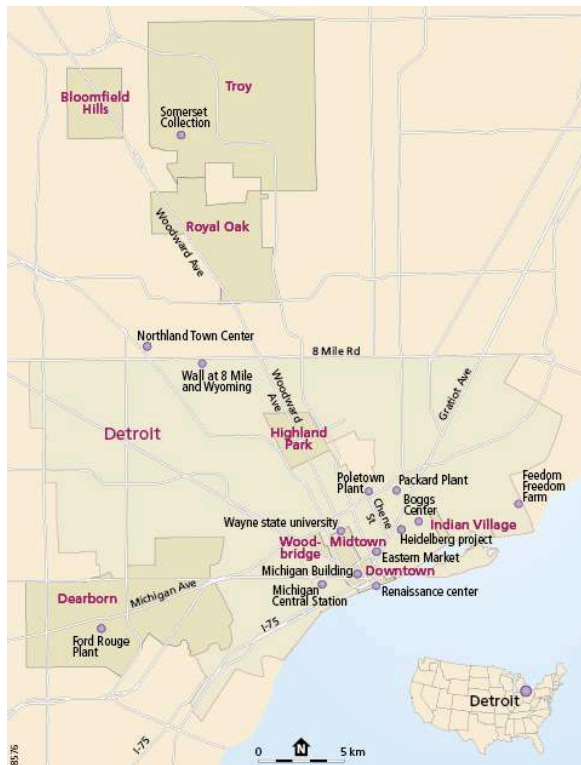 Troy
Bloomfield
Hills
Somerset
Collection
Royal Oak
Woodward Ave
Northland Town Center
8 Mile Rd
Wall at 8 Mile
and Wyoming
Woodward
Ave
Gratiot Ave
Detroit
Highland
Park
Poletown
Plant
Packard Plant
Feedom
Freedom
Farm
Chene
St
Boggs
Center
Wayne state university
Indian Village
Heidelberg project
Wood-
bridge
Midtown
Eastern Market
Michigan Building
Downtown
Michigan Ave
Michigan
Central Station
Renaissance center
Dearborn
Ford Rouge
Plant
I-75
I-75
Detroit
N
0 5 km
8576